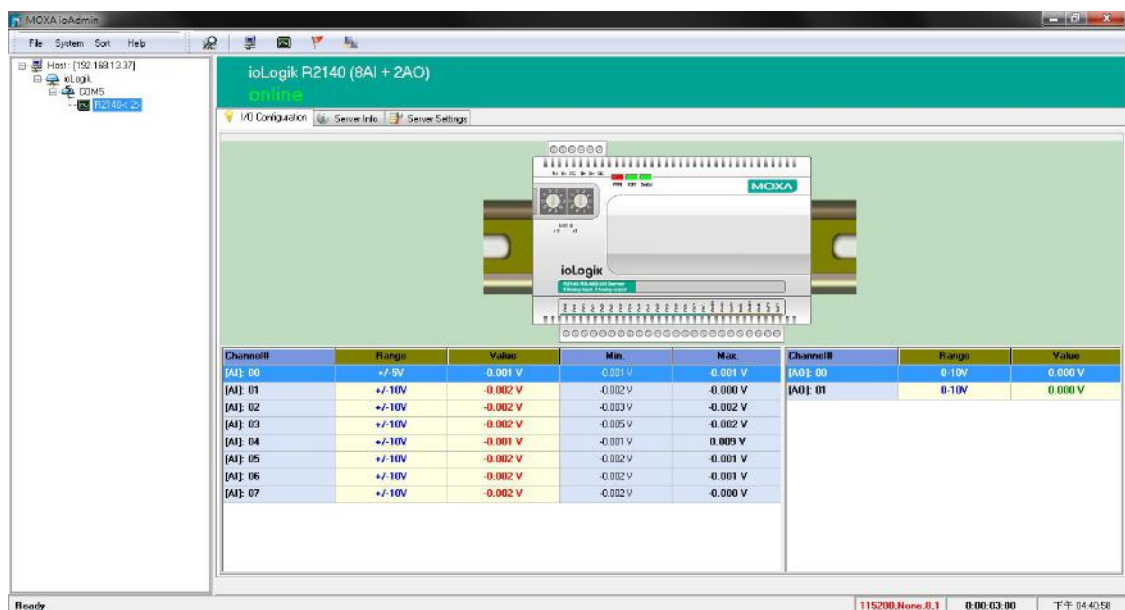 MOXA ioAdmin
File System Sort Help
Host: [192.168.13.37]
ioLogik
COM5
R2140-< 2>
ioLogik R2140 (8AI + 2AO)
online
I/O Configuration Server Info. Server Settings
MOXA
ioLogik
R2140 RS-485 I/O Server
Channel# Range Value Min. Max. Channel# Range Value
[AI]: 00 +/-5V -0.001 V -0.001 V -0.001 V [AO]: 00 0-10V 0.000 V
[AI]: 01 +/-10V -0.002 V -0.002 V -0.000 V [AO]: 01 0-10V 0.000 V
[AI]: 02 +/-10V -0.002 V -0.003 V -0.002 V
[AI]: 03 +/-10V -0.002 V -0.005 V -0.002 V
[AI]: 04 +/-10V -0.001 V -0.001 V 0.009 V
[AI]: 05 +/-10V -0.002 V -0.002 V -0.001 V
[AI]: 06 +/-10V -0.002 V -0.002 V -0.001 V
[AI]: 07 +/-10V -0.002 V -0.002 V -0.000 V
Ready 115200,None,8,1 0:00:03:00 下午 04:40:58